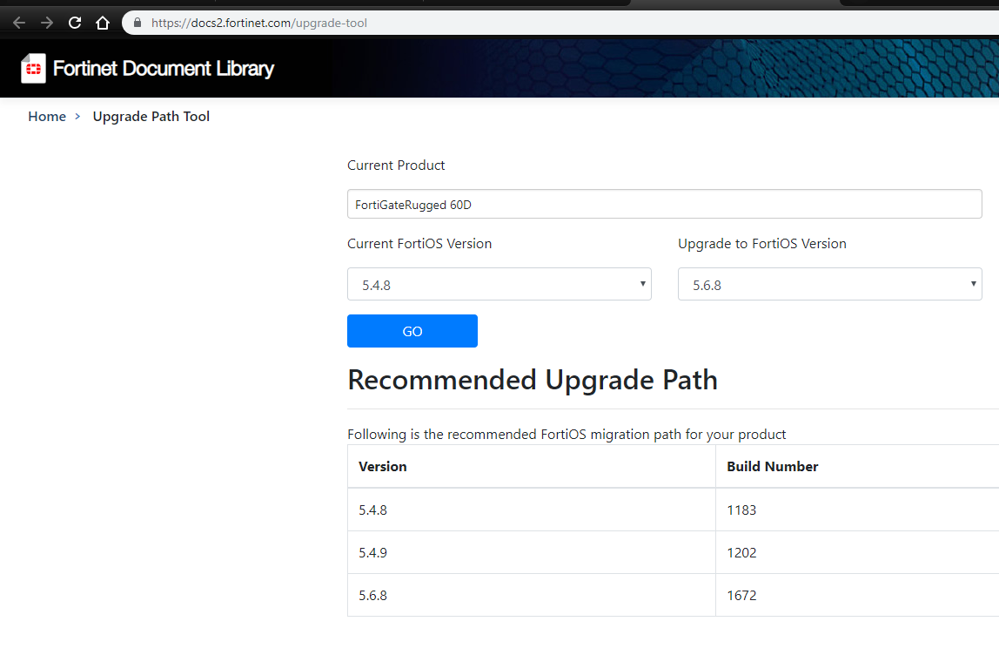 https://docs2.fortinet.com/upgrade-tool
Fortinet Document Library
Home > Upgrade Path Tool
Current Product
FortiGateRugged 60D
Current FortiOS Version Upgrade to FortiOS Version
5.4.8 5.6.8
GO
Recommended Upgrade Path
Following is the recommended FortiOS migration path for your product
Version Build Number
5.4.8 1183
5.4.9 1202
5.6.8 1672